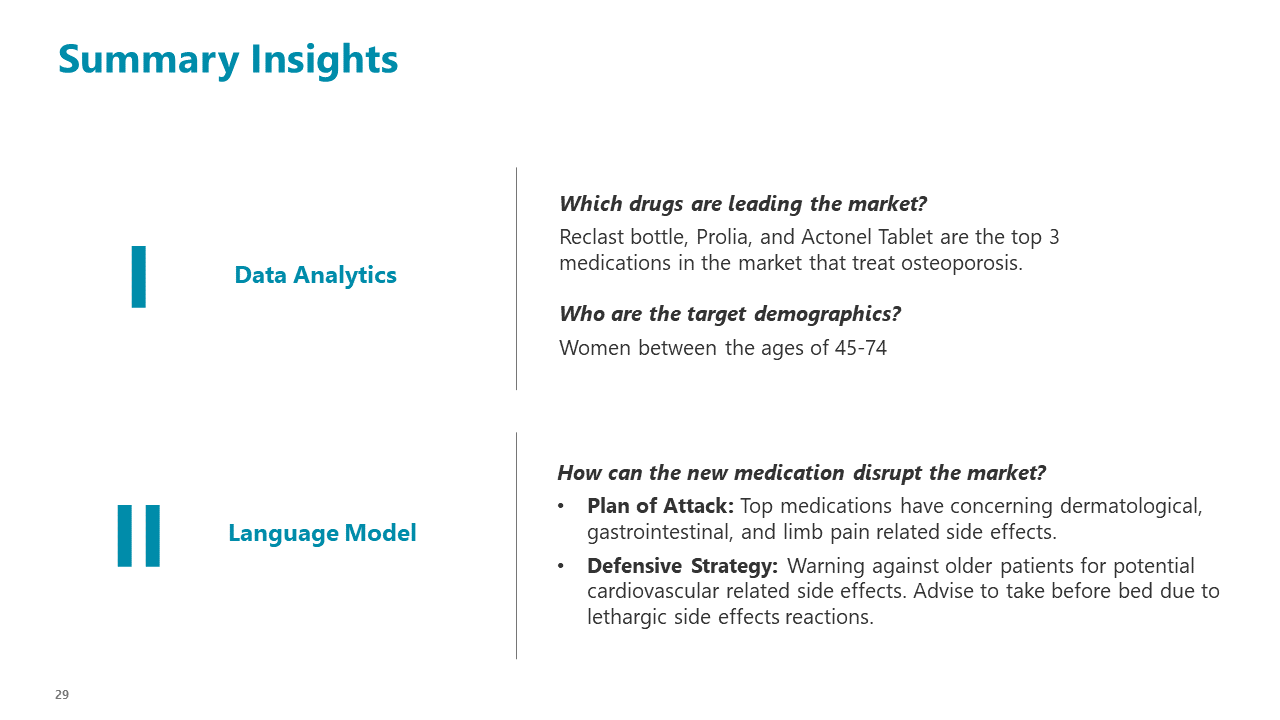 Summary Insights
I
Data Analytics
Which drugs are leading the market?
Reclast bottle, Prolia, and Actonel Tablet are the top 3
medications in the market that treat osteoporosis.
Who are the target demographics?
Women between the ages of 45-74
II
Language Model
How can the new medication disrupt the market?
• Plan of Attack: Top medications have concerning dermatological,
gastrointestinal, and limb pain related side effects.
• Defensive Strategy: Warning against older patients for potential
cardiovascular related side effects. Advise to take before bed due to
lethargic side effects reactions.
29